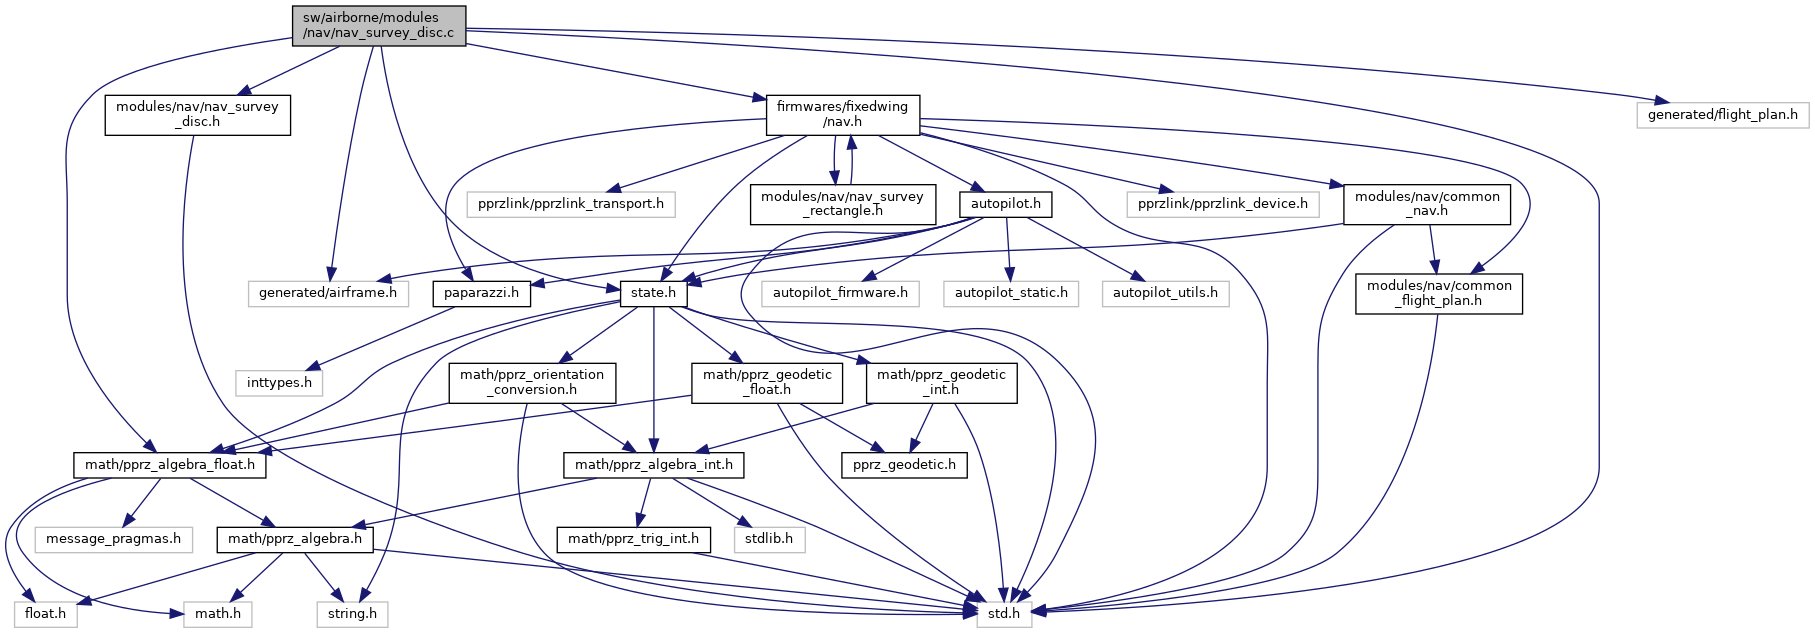 sw/airborne/modules
/nav/nav_survey_disc.c
modules/nav/nav_survey
_disc.h
firmwares/fixedwing
/nav.h
generated/flight_plan.h
pprzlink/pprzlink_transport.h
modules/nav/nav_survey
_rectangle.h
autopilot.h
pprzlink/pprzlink_device.h
modules/nav/common
_nav.h
generated/airframe.h
paparazzi.h
state.h
autopilot_firmware.h
autopilot_static.h
autopilot_utils.h
modules/nav/common
_flight_plan.h
inttypes.h
math/pprz_orientation
_conversion.h
math/pprz_geodetic
_float.h
math/pprz_geodetic
_int.h
math/pprz_algebra_float.h
math/pprz_algebra_int.h
pprz_geodetic.h
message_pragmas.h
math/pprz_algebra.h
math/pprz_trig_int.h
stdlib.h
float.h
math.h
string.h
std.h